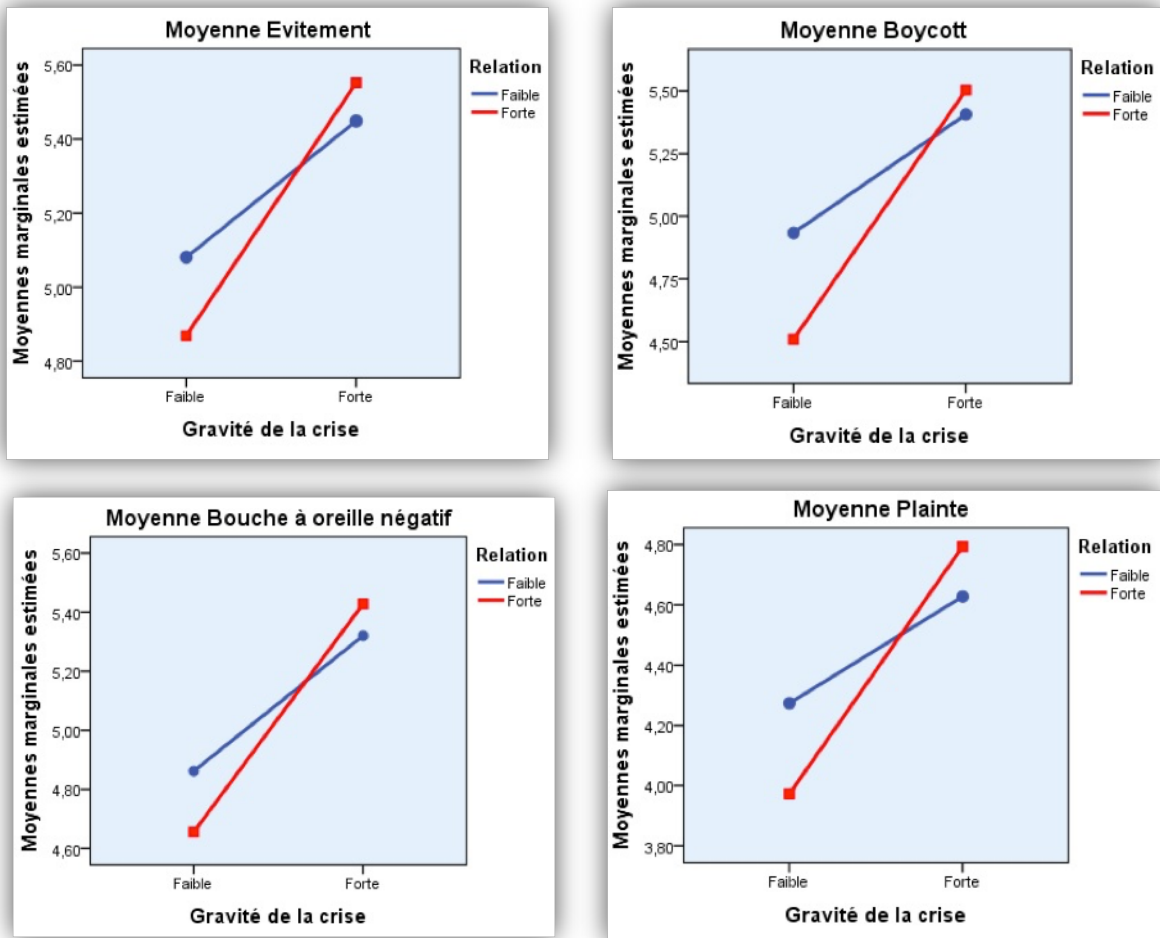 Moyenne Evitement
Moyennes marginales estimées
5,60
5,40
5,20
5,00
4,80
Faible
Forte
Gravité de la crise
Relation
Faible
Forte
Moyenne Boycott
Moyennes marginales estimées
5,50
5,25
5,00
4,75
4,50
Faible
Forte
Gravité de la crise
Relation
Faible
Forte
Moyenne Bouche à oreille négatif
Moyennes marginales estimées
5,60
5,40
5,20
5,00
4,80
4,60
Faible
Forte
Gravité de la crise
Relation
Faible
Forte
Moyenne Plainte
Moyennes marginales estimées
4,80
4,60
4,40
4,20
4,00
3,80
Faible
Forte
Gravité de la crise
Relation
Faible
Forte